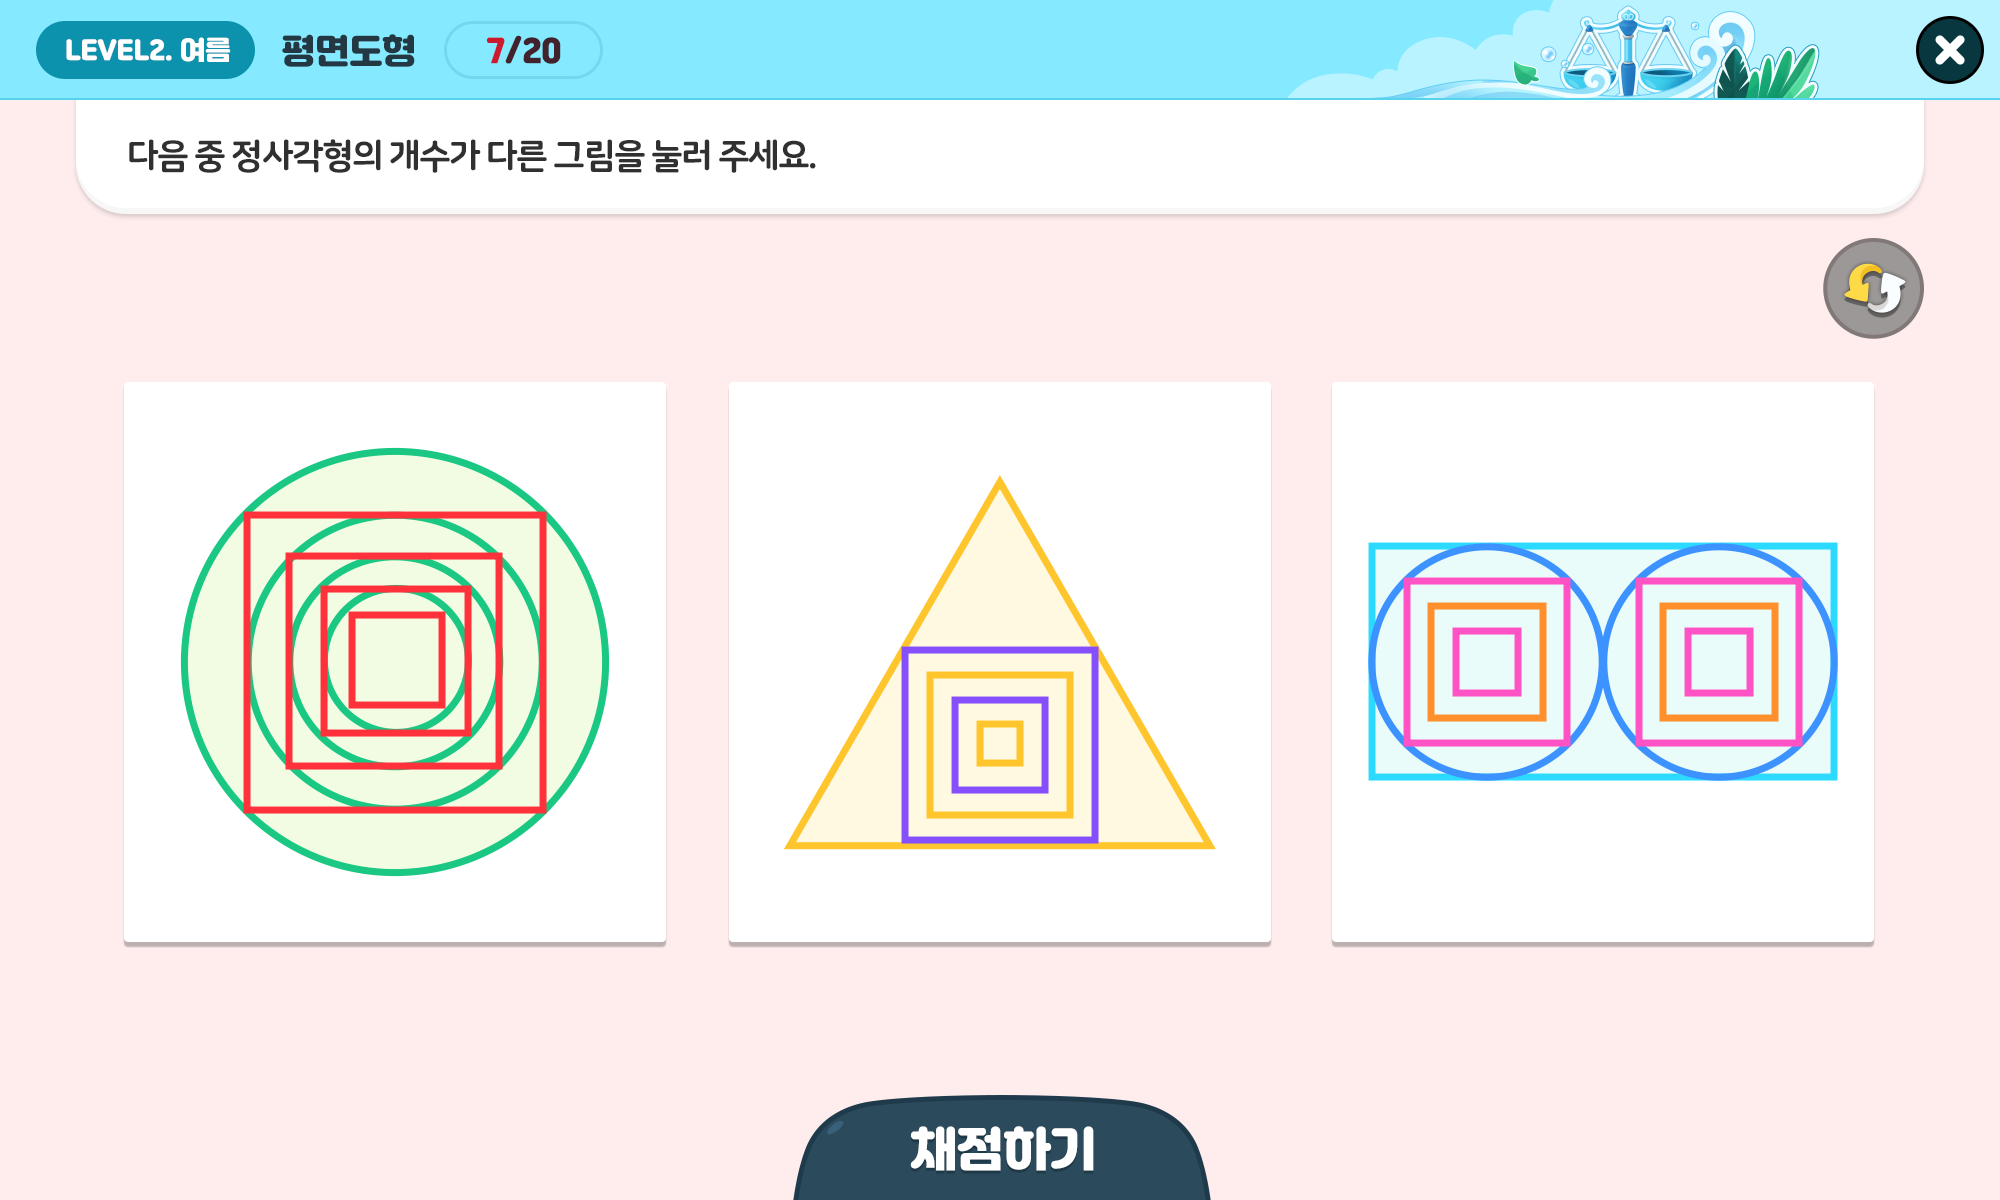 LEVEL2. 여름 평면도형 7/20
다음 중 정사각형의 개수가 다른 그림을 눌러 주세요.
채점하기